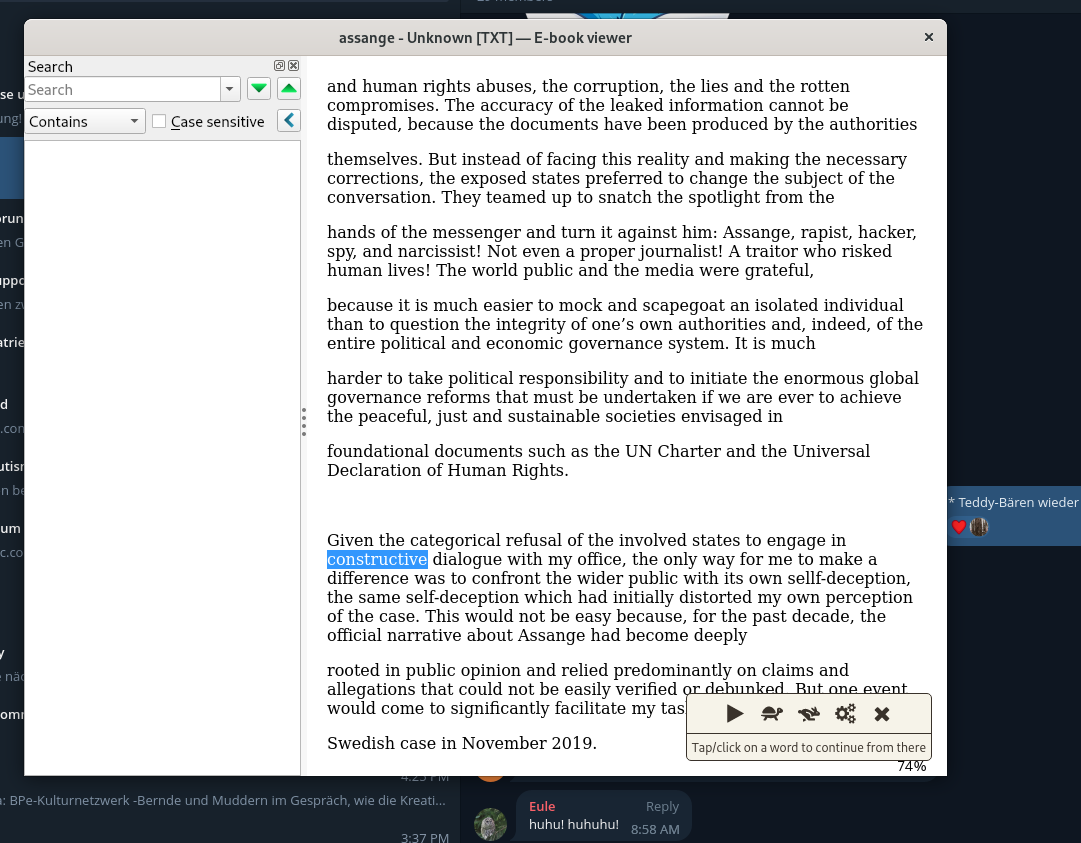 29 Members
assange - Unknown [TXT] — E-book viewer
Search
Search
Contains
Case sensitive
and human rights abuses, the corruption, the lies and the rotten
compromises. The accuracy of the leaked information cannot be
disputed, because the documents have been produced by the authorities
themselves. But instead of facing this reality and making the necessary
corrections, the exposed states preferred to change the subject of the
conversation. They teamed up to snatch the spotlight from the
hands of the messenger and turn it against him: Assange, rapist, hacker,
spy, and narcissist! Not even a proper journalist! A traitor who risked
human lives! The world public and the media were grateful,
because it is much easier to mock and scapegoat an isolated individual
than to question the integrity of one’s own authorities and, indeed, of the
entire political and economic governance system. It is much
harder to take political responsibility and to initiate the enormous global
governance reforms that must be undertaken if we are ever to achieve
the peaceful, just and sustainable societies envisaged in
foundational documents such as the UN Charter and the Universal
Declaration of Human Rights.
Given the categorical refusal of the involved states to engage in
constructive dialogue with my office, the only way for me to make a
difference was to confront the wider public with its own sellf-deception,
the same self-deception which had initially distorted my own perception
of the case. This would not be easy because, for the past decade, the
official narrative about Assange had become deeply
rooted in public opinion and relied predominantly on claims and
allegations that could not be easily verified or debunked. But one event
would come to significantly facilitate my
Swedish case in November 2019.
Tap/click on a word to continue from there
74%
* Teddy-Bären wieder
4:25 PM
: BPe-Kulturnetzwerk -Bernde und Muddern im Gespräch, wie die Kreati...
3:37 PM
Eule
Reply
huhu! huhuhu!
8:58 AM